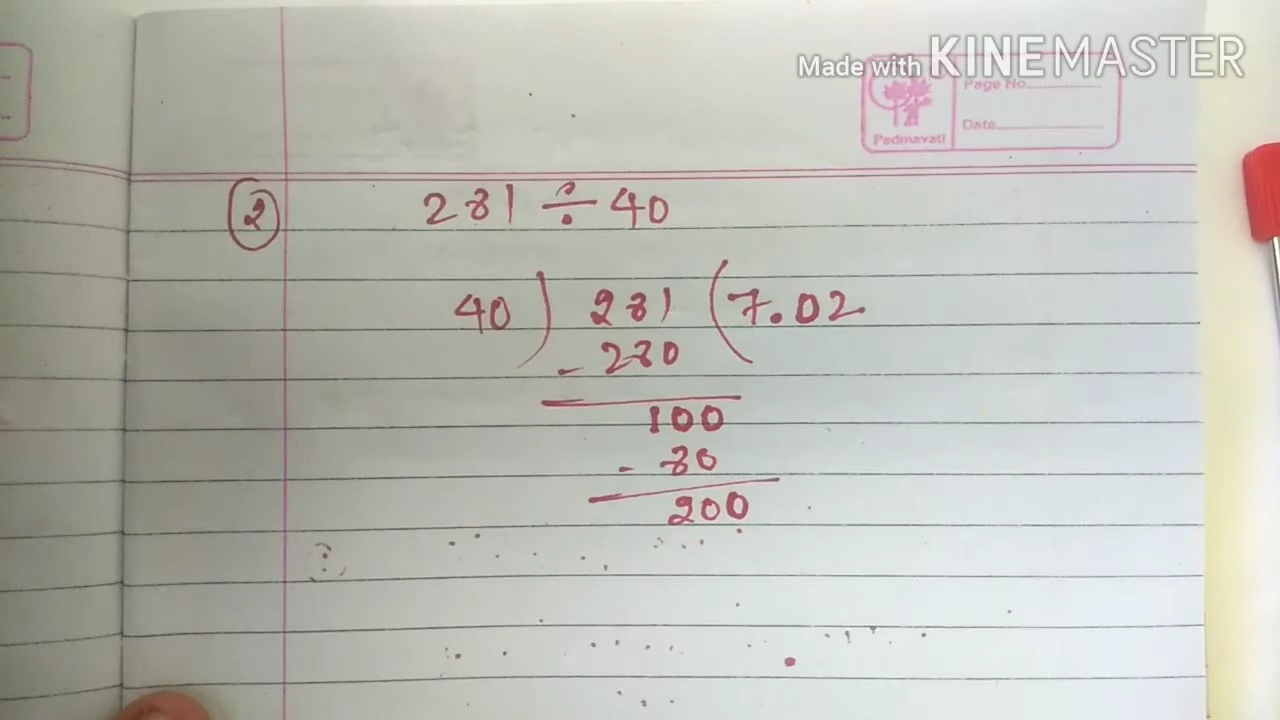 Made with KINEMASTER
Page No.
Date
Padmavati
2 281 ÷ 40
40 ) 281 ( 7.02
- 280
100
- 80
200